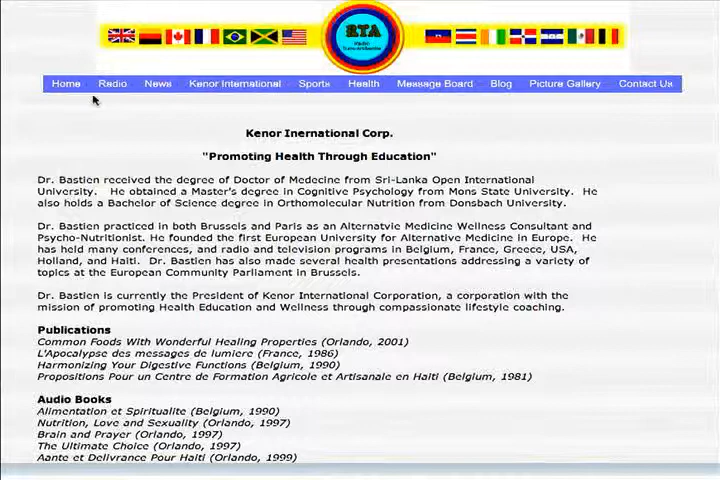 RTA
Home Radio News Kenor International Sports Health Message Board Blog Picture Gallery Contact Us
Kenor Inernational Corp.
"Promoting Health Through Education"
Dr. Bastien received the degree of Doctor of Medecine from Sri-Lanka Open International
University. He obtained a Master's degree in Cognitive Psychology from Mons State University. He
also holds a Bachelor of Science degree in Orthomolecular Nutrition from Donsbach University.
Dr. Bastien practiced in both Brussels and Paris as an Alternatvie Medicine Wellness Consultant and
Psycho-Nutritionist. He founded the first European University for Alternative Medicine in Europe. He
has held many conferences, and radio and television programs in Belgium, France, Greece, USA,
Holland, and Haiti. Dr. Bastien has also made several health presentations addressing a variety of
topics at the European Community Parliament in Brussels.
Dr. Bastien is currently the President of Kenor International Corporation, a corporation with the
mission of promoting Health Education and Wellness through compassionate lifestyle coaching.
Publications
Common Foods With Wonderful Healing Properties (Orlando, 2001)
L'Apocalypse des messages de lumiere (France, 1986)
Harmonizing Your Digestive Functions (Belgium, 1990)
Propositions Pour un Centre de Formation Agricole et Artisanale en Haiti (Belgium, 1981)
Audio Books
Alimentation et Spiritualite (Belgium, 1990)
Nutrition, Love and Sexuality (Orlando, 1997)
Brain and Prayer (Orlando, 1997)
The Ultimate Choice (Orlando, 1997)
Aante et Delivrance Pour Haiti (Orlando, 1999)